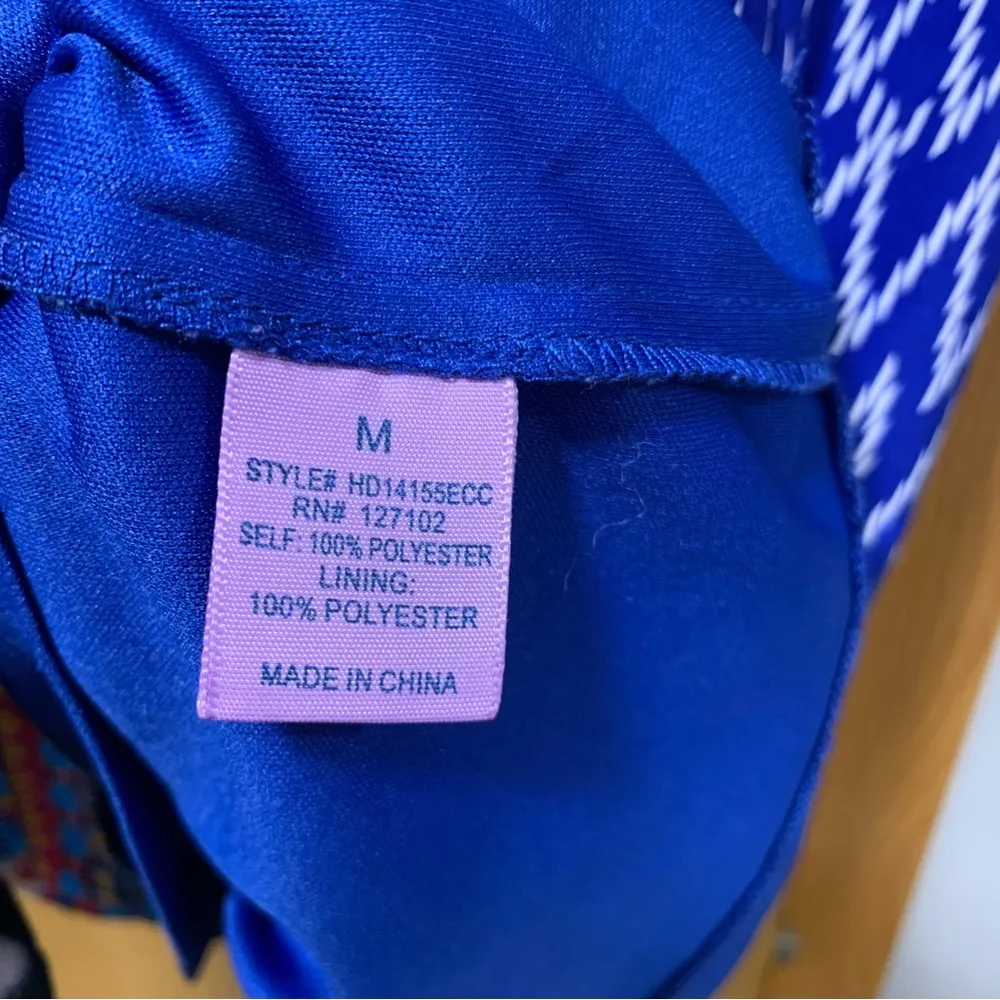 M
STYLE# HD14155ECC
RN# 127102
SELF: 100% POLYESTER
LINING:
100% POLYESTER
MADE IN CHINA